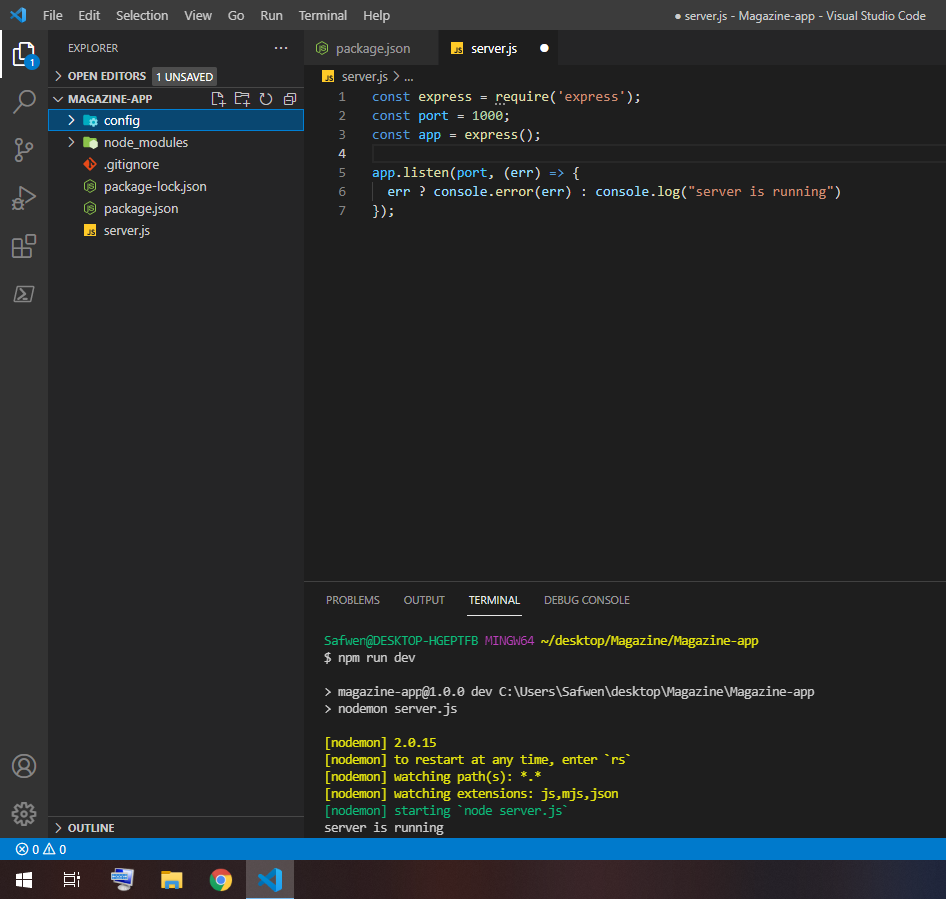 File Edit Selection View Go Run Terminal Help ● server.js - Magazine-app - Visual Studio Code
EXPLORER ...
package.json
server.js ●
1
OPEN EDITORS 1 UNSAVED
server.js > ...
MAGAZINE-APP
config
node_modules
.gitignore
package-lock.json
package.json
server.js
1 const express = require('express');
2 const port = 1000;
3 const app = express();
4
5 app.listen(port, (err) => {
6 err ? console.error(err) : console.log("server is running")
7 });
PROBLEMS OUTPUT TERMINAL DEBUG CONSOLE
Safwen@DESKTOP-HGEPTFB MINGW64 ~/desktop/Magazine/Magazine-app
$ npm run dev
> magazine-app@1.0.0 dev C:\Users\Safwen\desktop\Magazine\Magazine-app
> nodemon server.js
[nodemon] 2.0.15
[nodemon] to restart at any time, enter `rs`
[nodemon] watching path(s): *.*
[nodemon] watching extensions: js,mjs,json
[nodemon] starting `node server.js`
server is running
OUTLINE
0 0